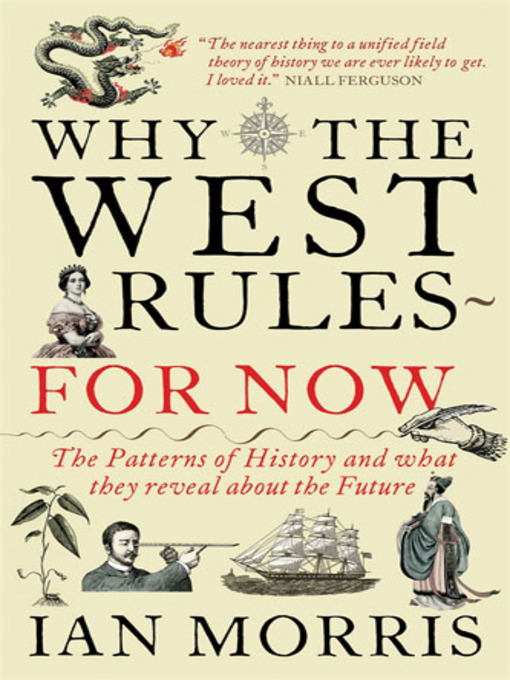 “The nearest thing to a unified field
theory of history we are ever likely to get.
I loved it.” NIALL FERGUSON
WHY THE
W E
S
WEST
RULES~
FOR NOW
The Patterns of History and what
they reveal about the Future
IAN MORRIS